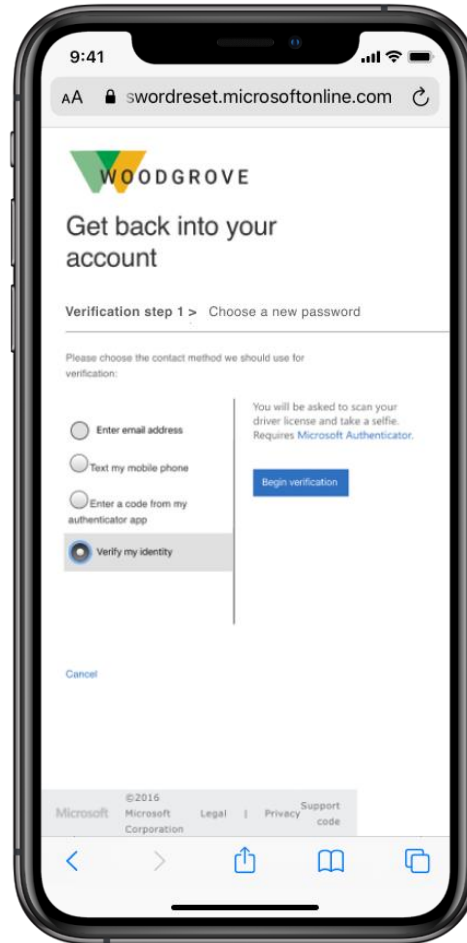 9:41
AA swordreset.microsoftonline.com
WOODGROVE
Get back into your
account
Verification step 1 > Choose a new password
Please choose the contact method we should use for
verification:
Enter email address
Text my mobile phone
Enter a code from my
authenticator app
Verify my identity
You will be asked to scan your
driver license and take a selfie.
Requires Microsoft Authenticator.
Begin verification
Cancel
Microsoft
©2016
Microsoft
Corporation
Legal | Privacy
Support
code